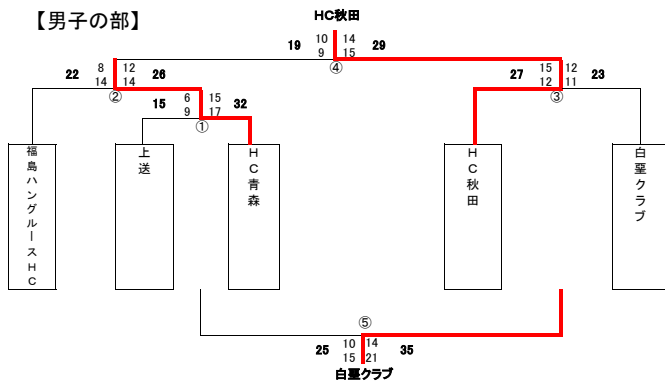 【男子の部】
HC秋田
19 10 14 29
9 15
④
22 8 12 26
14 14
②
27 15 12 23
12 11
③
15 6 15 32
9 17
①
福島ハングルースHC
上送
HC青森
HC秋田
白堊クラブ
⑤
25 10 14 35
15 21
白堊クラブ